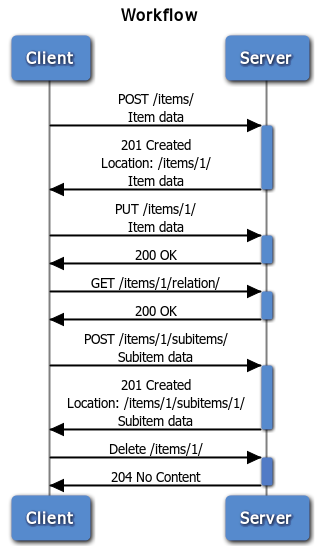 Workflow
Client
Server
POST /items/
Item data
201 Created
Location: /items/1/
Item data
PUT /items/1/
Item data
200 OK
GET /items/1/relation/
200 OK
POST /items/1/subitems/
Subitem data
201 Created
Location: /items/1/subitems/1/
Subitem data
Delete /items/1/
204 No Content
Client
Server